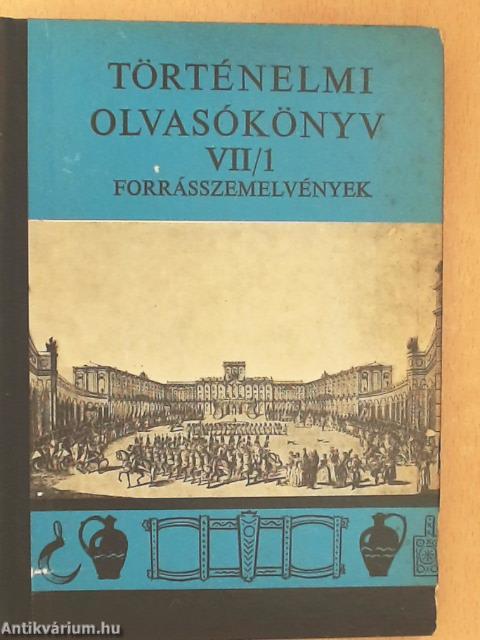 TÖRTÉNELMI
OLVASÓKÖNYV
VII/1
FORRÁSSZEMELVÉNYEK
Antikvárium.hu